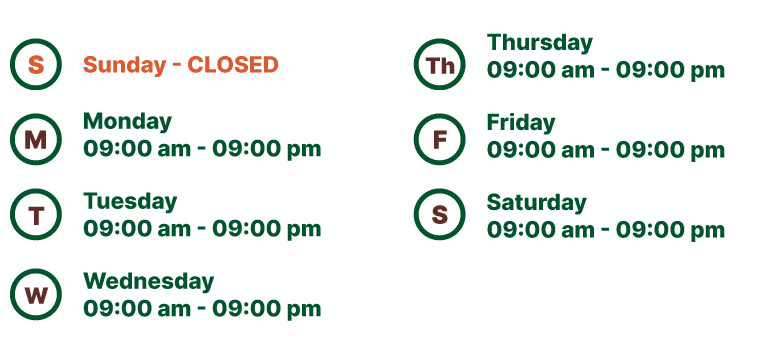 S
Sunday - CLOSED
M
Monday
09:00 am - 09:00 pm
T
Tuesday
09:00 am - 09:00 pm
W
Wednesday
09:00 am - 09:00 pm
Th
Thursday
09:00 am - 09:00 pm
F
Friday
09:00 am - 09:00 pm
S
Saturday
09:00 am - 09:00 pm